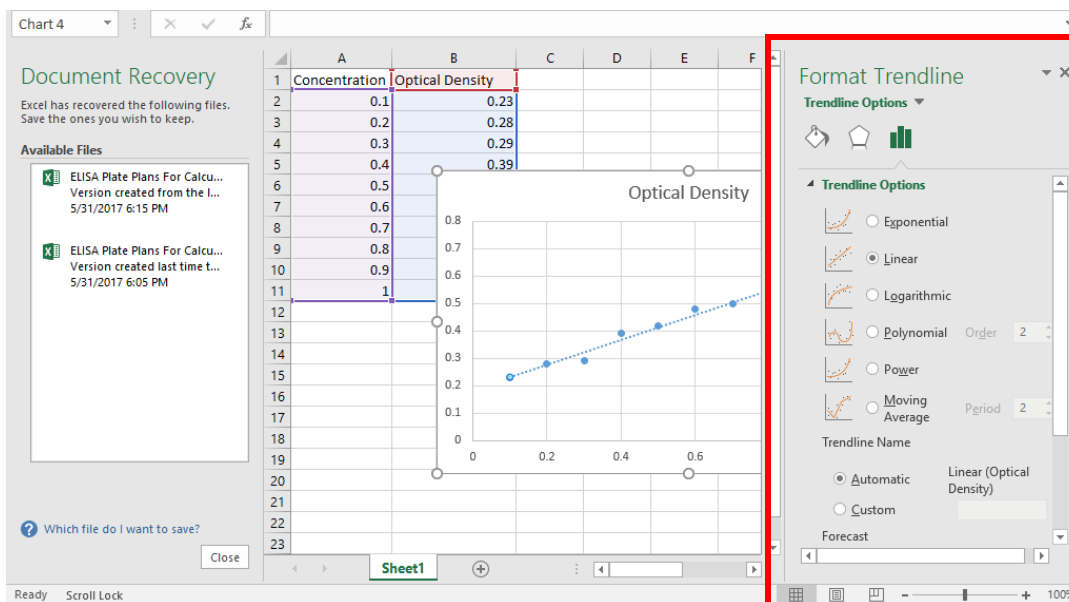 Chart 4
fx
Document Recovery
Excel has recovered the following files.
Save the ones you wish to keep.
Available Files
ELISA Plate Plans For Calcu...
Version created from the l...
5/31/2017 6:15 PM
ELISA Plate Plans For Calcu...
Version created last time t...
5/31/2017 6:05 PM
Which file do I want to save?
Close
A B C D E F
1 Concentration Optical Density
2 0.1 0.23
3 0.2 0.28
4 0.3 0.29
5 0.4 0.39
6 0.5
7 0.6
8 0.7
9 0.8
10 0.9
11 1
12
13
14
15
16
17
18
19
20
21
22
23
Optical Density
0.8
0.7
0.6
0.5
0.4
0.3
0.2
0.1
0
0 0.2 0.4 0.6
Sheet1
Format Trendline
Trendline Options
Trendline Options
Exponential
Linear
Logarithmic
Polynomial Order 2
Power
Moving
Average Period 2
Trendline Name
Automatic Linear (Optical
Density)
Custom
Forecast
Ready Scroll Lock
100%